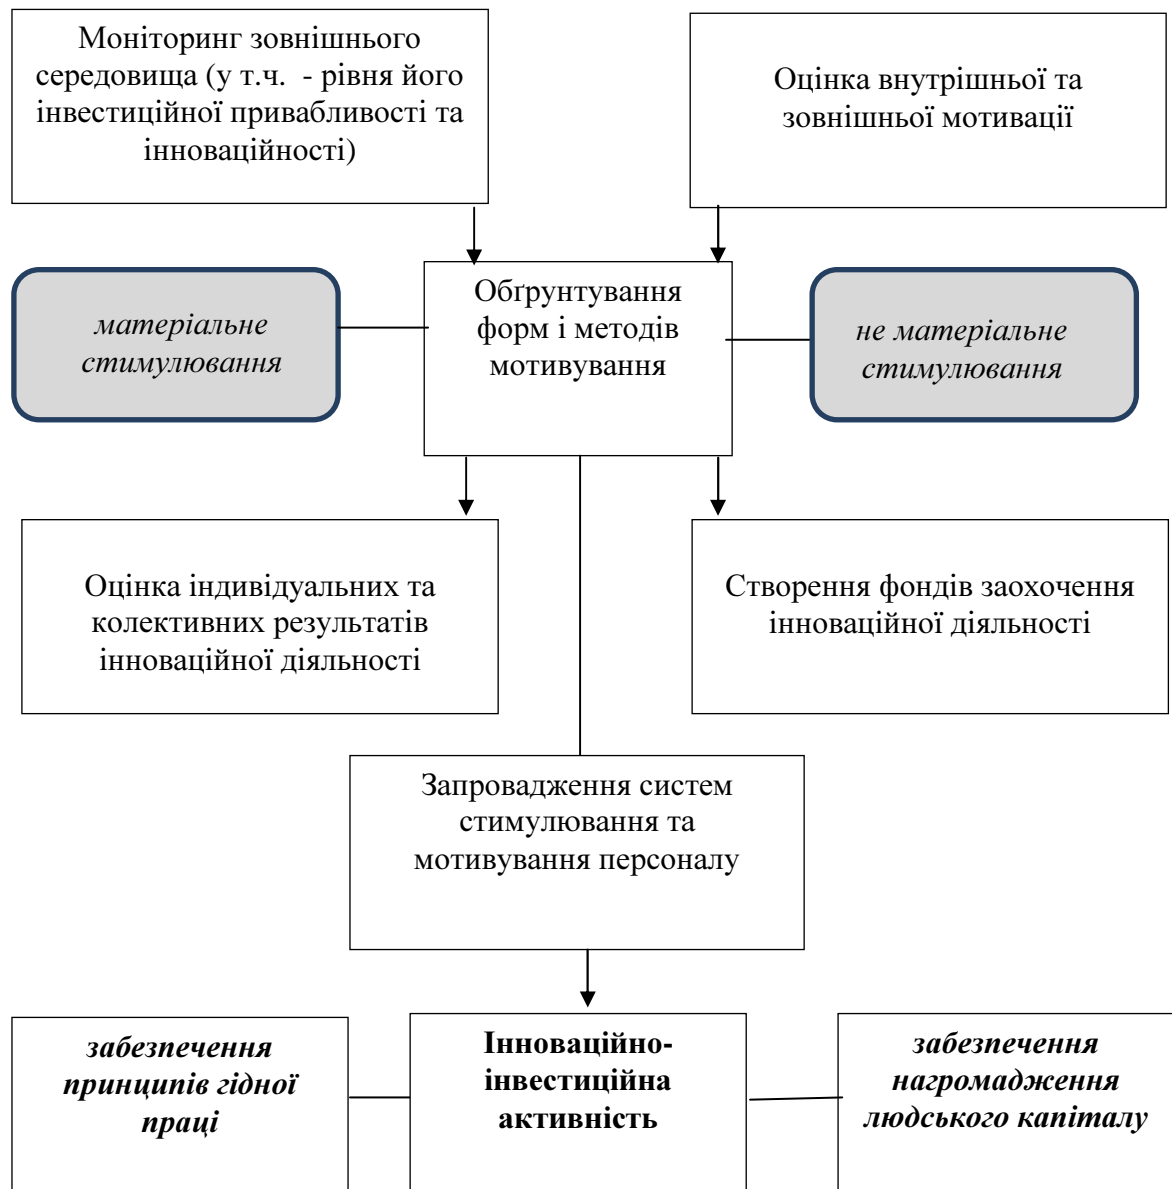 Моніторинг зовнішнього
середовища (у т.ч.  - рівня його
інвестиційної привабливості та
інноваційності)
Оцінка внутрішньої та
зовнішньої мотивації
матеріальне
стимулювання
Обґрунтування
форм і методів
мотивування
не матеріальне
стимулювання
Оцінка індивідуальних та
колективних результатів
інноваційної діяльності
Створення фондів заохочення
інноваційної діяльності
Запровадження систем
стимулювання та
мотивування персоналу
забезпечення
принципів гідної
праці
Інноваційно-
інвестиційна
активність
забезпечення
нагромадження
людського капіталу